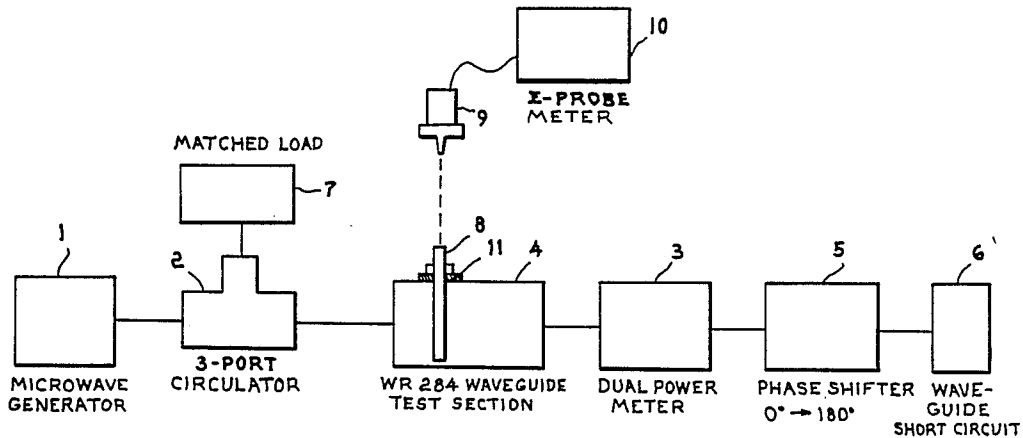 10
9
Σ-PROBE
METER
MATCHED LOAD
7
1
2
8
11
4
3
5
6'
3-PORT
CIRCULATOR
MICROWAVE
GENERATOR
WR 284 WAVEGUIDE
TEST SECTION
DUAL POWER
METER
PHASE SHIFTER
0° → 180°
WAVE-
GUIDE
SHORT CIRCUIT